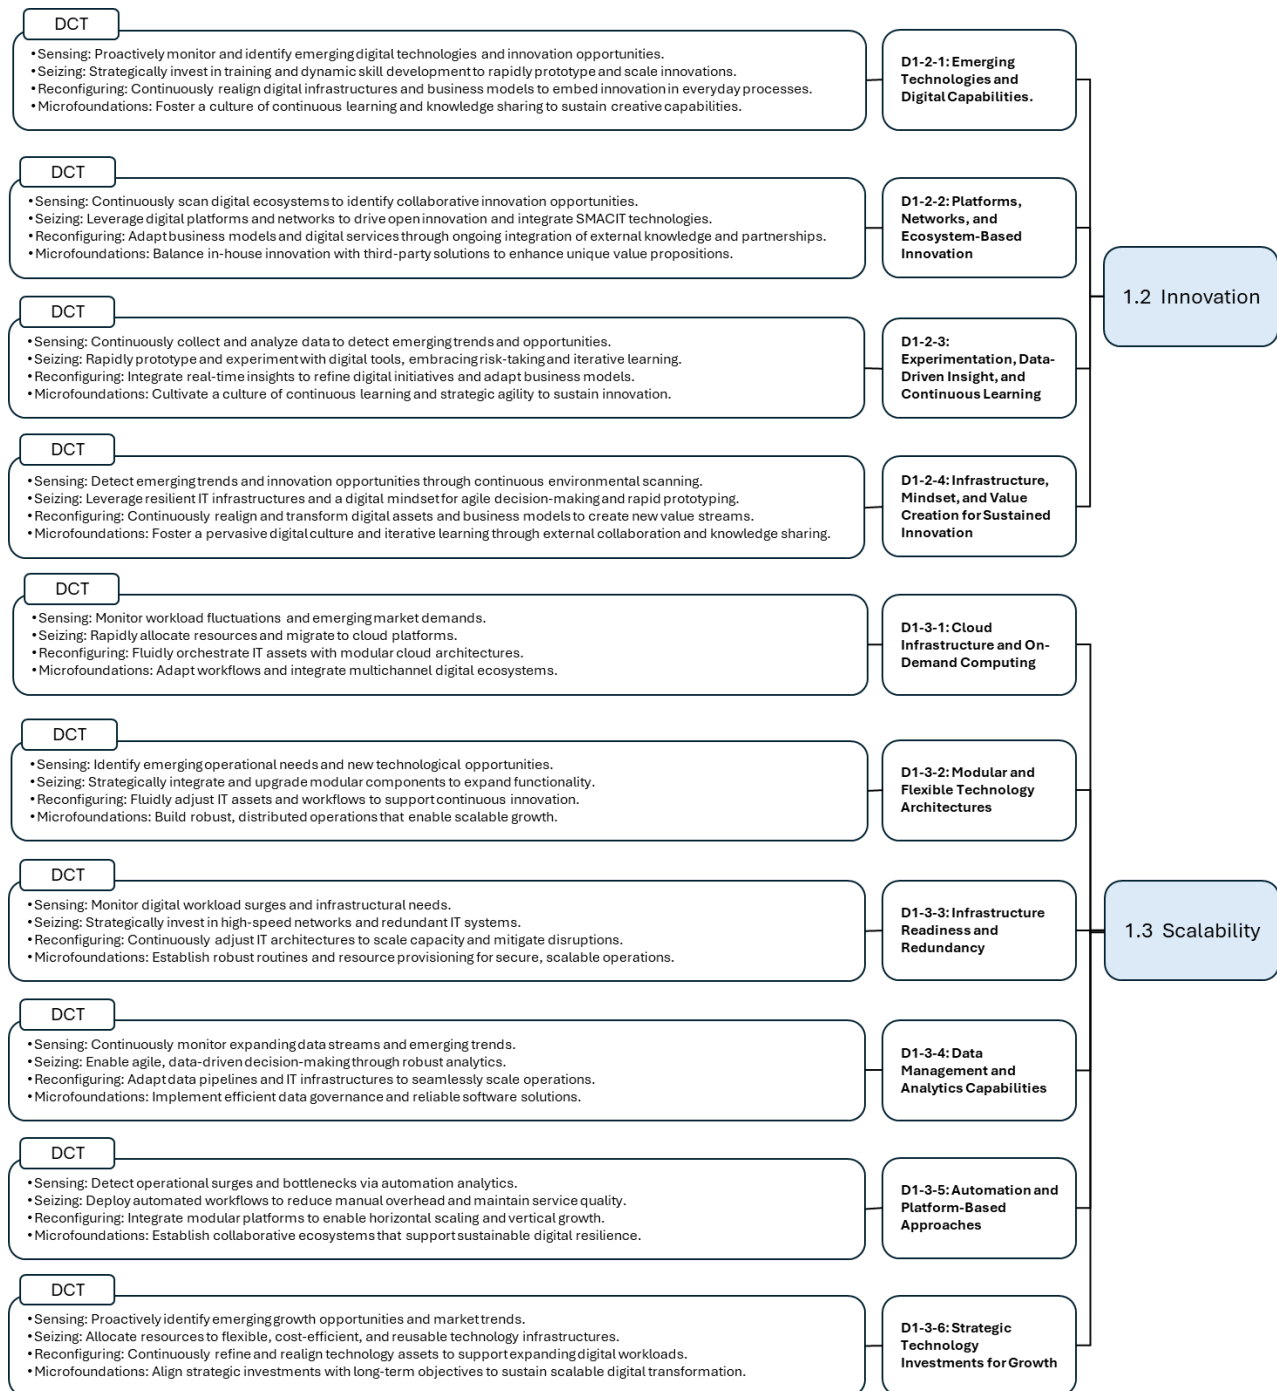 DCT
•Sensing: Proactively monitor and identify emerging digital technologies and innovation opportunities.
•Seizing: Strategically invest in training and dynamic skill development to rapidly prototype and scale innovations.
•Reconfiguring: Continuously realign digital infrastructures and business models to embed innovation in everyday processes.
•Microfoundations: Foster a culture of continuous learning and knowledge sharing to sustain creative capabilities.
D1-2-1: Emerging
Technologies and
Digital Capabilities.
DCT
•Sensing: Continuously scan digital ecosystems to identify collaborative innovation opportunities.
•Seizing: Leverage digital platforms and networks to drive open innovation and integrate SMACIT technologies.
•Reconfiguring: Adapt business models and digital services through ongoing integration of external knowledge and partnerships.
•Microfoundations: Balance in-house innovation with third-party solutions to enhance unique value propositions.
D1-2-2: Platforms,
Networks, and
Ecosystem-Based
Innovation
1.2 Innovation
DCT
•Sensing: Continuously collect and analyze data to detect emerging trends and opportunities.
•Seizing: Rapidly prototype and experiment with digital tools, embracing risk-taking and iterative learning.
•Reconfiguring: Integrate real-time insights to refine digital initiatives and adapt business models.
•Microfoundations: Cultivate a culture of continuous learning and strategic agility to sustain innovation.
D1-2-3:
Experimentation, Data-
Driven Insight, and
Continuous Learning
DCT
•Sensing: Detect emerging trends and innovation opportunities through continuous environmental scanning.
•Seizing: Leverage resilient IT infrastructures and a digital mindset for agile decision-making and rapid prototyping.
•Reconfiguring: Continuously realign and transform digital assets and business models to create new value streams.
•Microfoundations: Foster a pervasive digital culture and iterative learning through external collaboration and knowledge sharing.
D1-2-4: Infrastructure,
Mindset, and Value
Creation for Sustained
Innovation
DCT
•Sensing: Monitor workload fluctuations and emerging market demands.
•Seizing: Rapidly allocate resources and migrate to cloud platforms.
•Reconfiguring: Fluidly orchestrate IT assets with modular cloud architectures.
•Microfoundations: Adapt workflows and integrate multichannel digital ecosystems.
D1-3-1: Cloud
Infrastructure and On-
Demand Computing
DCT
•Sensing: Identify emerging operational needs and new technological opportunities.
•Seizing: Strategically integrate and upgrade modular components to expand functionality.
•Reconfiguring: Fluidly adjust IT assets and workflows to support continuous innovation.
•Microfoundations: Build robust, distributed operations that enable scalable growth.
D1-3-2: Modular and
Flexible Technology
Architectures
DCT
•Sensing: Monitor digital workload surges and infrastructural needs.
•Seizing: Strategically invest in high-speed networks and redundant IT systems.
•Reconfiguring: Continuously adjust IT architectures to scale capacity and mitigate disruptions.
•Microfoundations: Establish robust routines and resource provisioning for secure, scalable operations.
D1-3-3: Infrastructure
Readiness and
Redundancy
1.3 Scalability
DCT
•Sensing: Continuously monitor expanding data streams and emerging trends.
•Seizing: Enable agile, data-driven decision-making through robust analytics.
•Reconfiguring: Adapt data pipelines and IT infrastructures to seamlessly scale operations.
•Microfoundations: Implement efficient data governance and reliable software solutions.
D1-3-4: Data
Management and
Analytics Capabilities
DCT
•Sensing: Detect operational surges and bottlenecks via automation analytics.
•Seizing: Deploy automated workflows to reduce manual overhead and maintain service quality.
•Reconfiguring: Integrate modular platforms to enable horizontal scaling and vertical growth.
•Microfoundations: Establish collaborative ecosystems that support sustainable digital resilience.
D1-3-5: Automation and
Platform-Based
Approaches
DCT
•Sensing: Proactively identify emerging growth opportunities and market trends.
•Seizing: Allocate resources to flexible, cost-efficient, and reusable technology infrastructures.
•Reconfiguring: Continuously refine and realign technology assets to support expanding digital workloads.
•Microfoundations: Align strategic investments with long-term objectives to sustain scalable digital transformation.
D1-3-6: Strategic
Technology
Investments for Growth